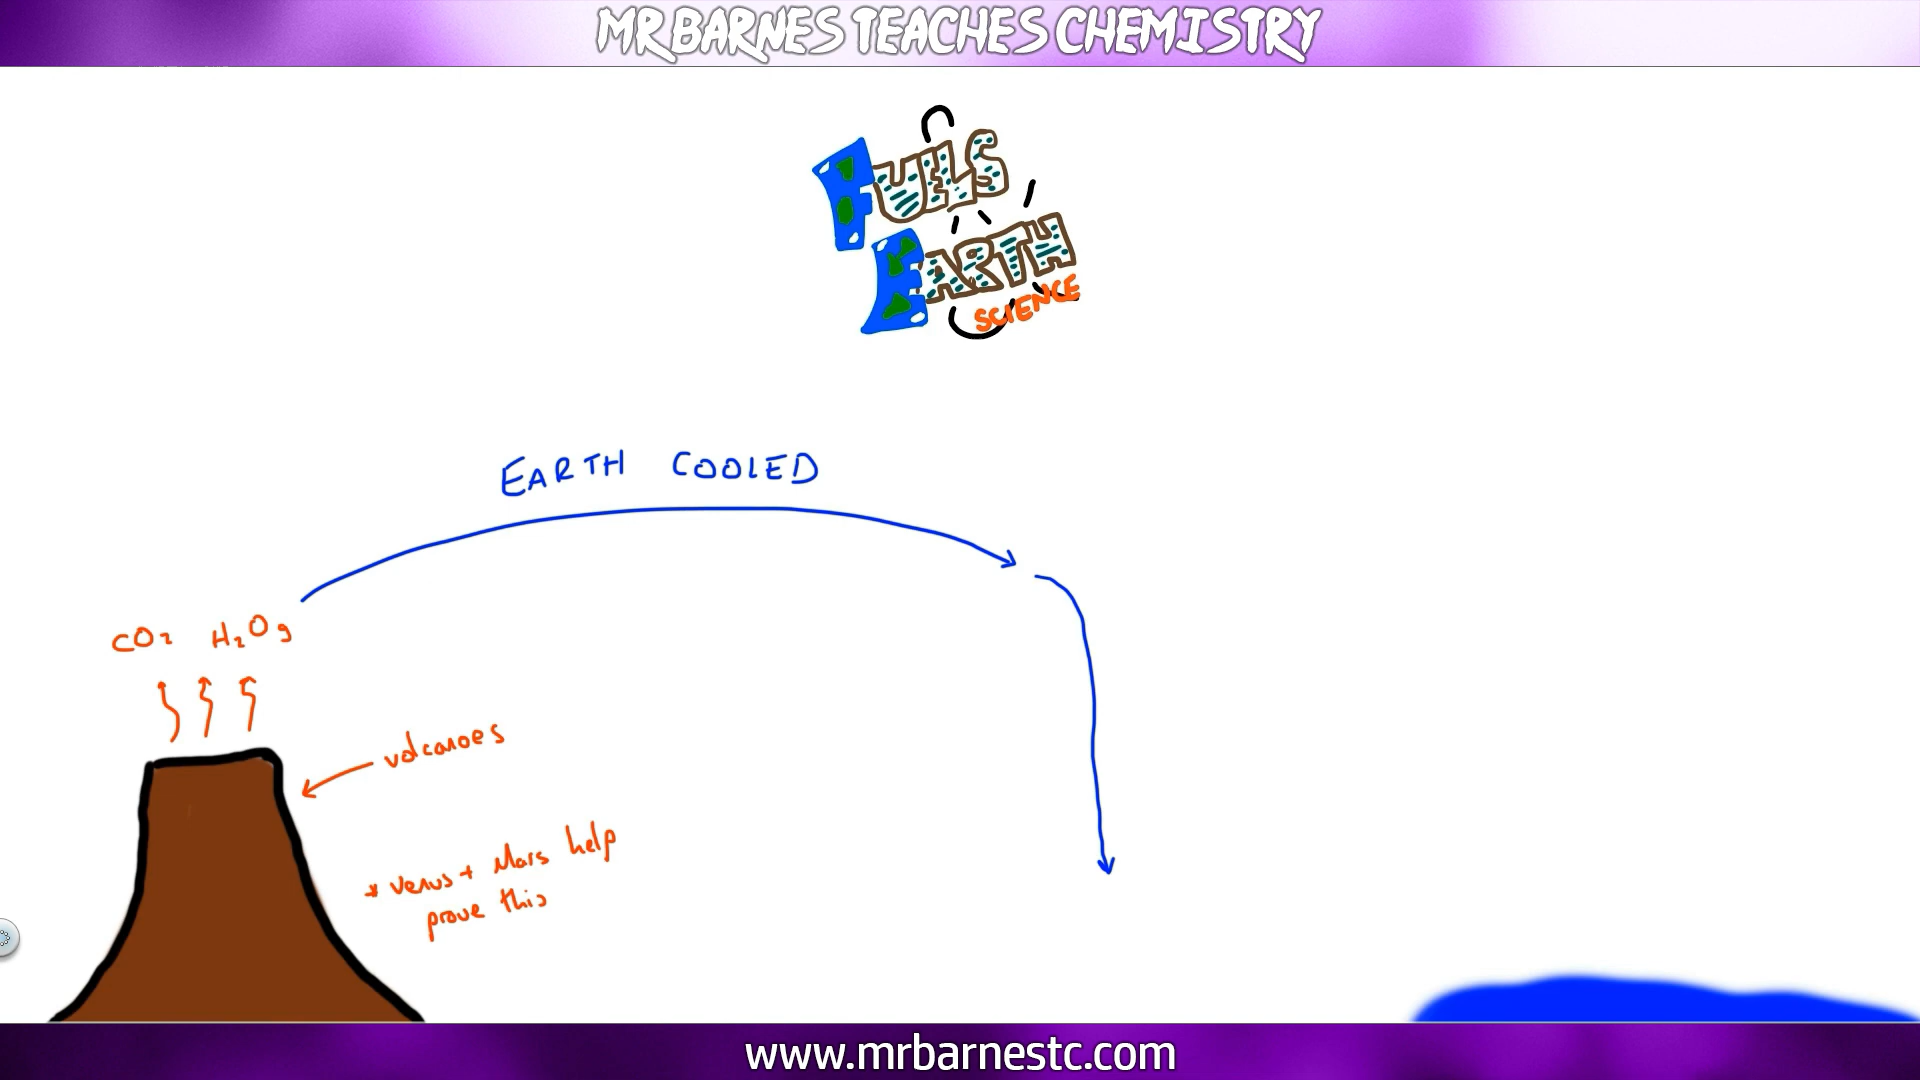 MR BARNES TEACHES CHEMISTRY
FUELS
EARTH
SCIENCE
EARTH COOLED
CO2 H2Og
volcanoes
* Venus + Mars help
prove this
www.mrbarnestc.com